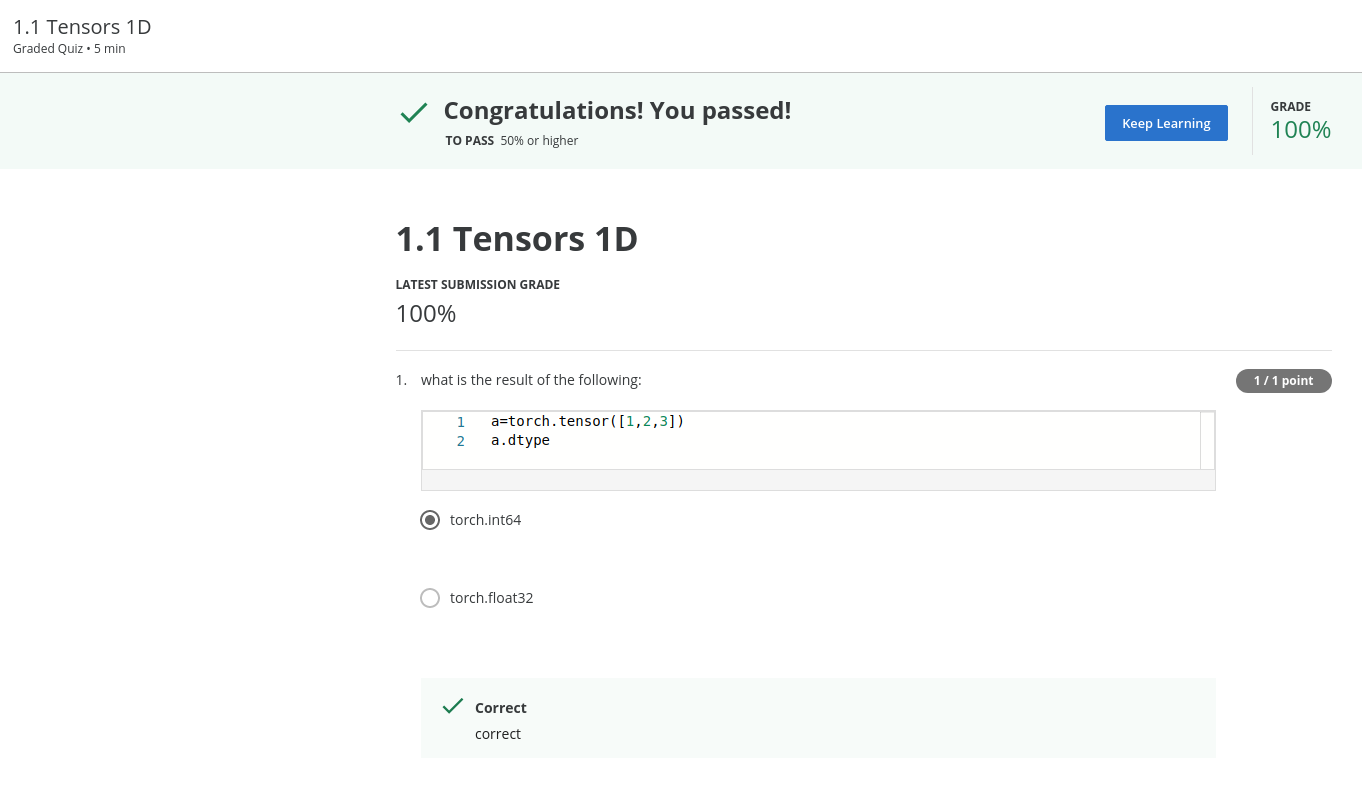 1.1 Tensors 1D
Graded Quiz • 5 min
Congratulations! You passed!
TO PASS 50% or higher
Keep Learning
GRADE
100%
1.1 Tensors 1D
LATEST SUBMISSION GRADE
100%
1. what is the result of the following:
1 / 1 point
1 a=torch.tensor([1,2,3])
2 a.dtype
torch.int64
torch.float32
Correct
correct